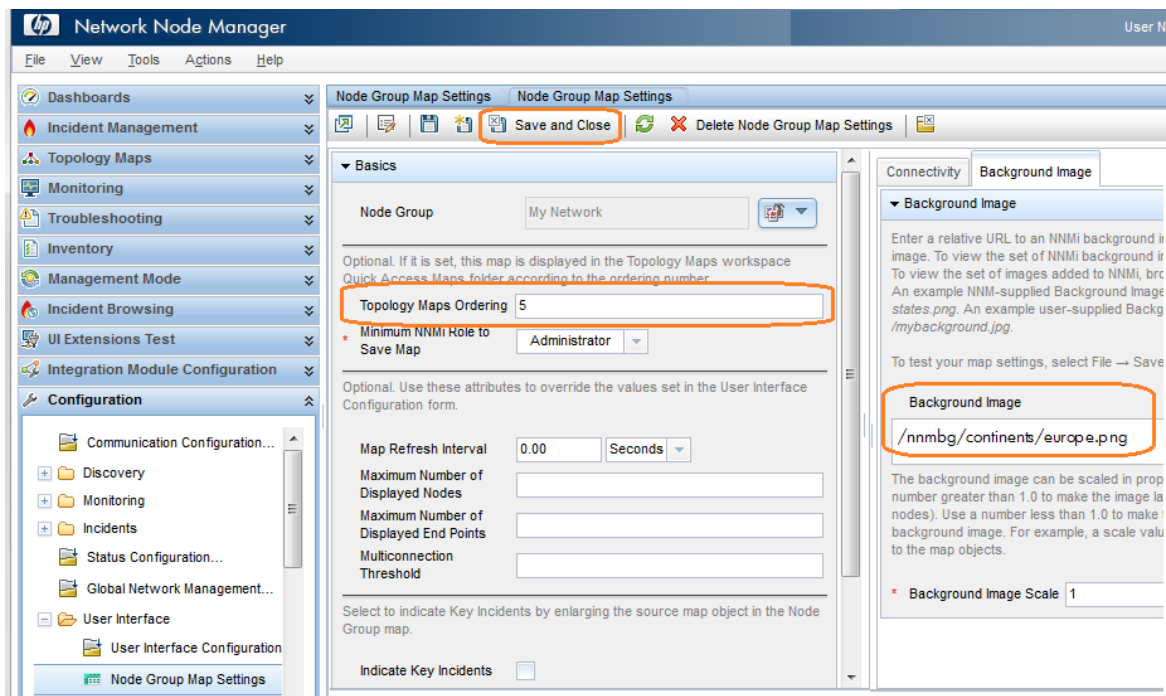 hp Network Node Manager
User N
File View Tools Actions Help
Dashboards
Incident Management
Topology Maps
Monitoring
Troubleshooting
Inventory
Management Mode
Incident Browsing
UI Extensions Test
Integration Module Configuration
Configuration
Communication Configuration...
Discovery
Monitoring
Incidents
Status Configuration...
Global Network Management...
User Interface
User Interface Configuration
Node Group Map Settings
Node Group Map Settings Node Group Map Settings
Save and Close Delete Node Group Map Settings
Basics
Node Group My Network
Optional. If it is set, this map is displayed in the Topology Maps workspace
Quick Access Maps folder according to the ordering number.
Topology Maps Ordering 5
* Minimum NNMi Role to
Save Map Administrator
Optional. Use these attributes to override the values set in the User Interface
Configuration form.
Map Refresh Interval 0.00 Seconds
Maximum Number of
Displayed Nodes
Maximum Number of
Displayed End Points
Multiconnection
Threshold
Select to indicate Key Incidents by enlarging the source map object in the Node
Group map.
Indicate Key Incidents
Connectivity Background Image
Background Image
Enter a relative URL to an NNMi background i
image. To view the set of NNMi background i
To view the set of images added to NNMi, bro
An example NNM-supplied Background Image
states.png. An example user-supplied Backg
/mybackground.jpg.
To test your map settings, select File → Save
Background Image
/nnmbg/continents/europe.png
The background image can be scaled in prop
number greater than 1.0 to make the image la
nodes). Use a number less than 1.0 to make
background image. For example, a scale valu
to the map objects.
* Background Image Scale 1